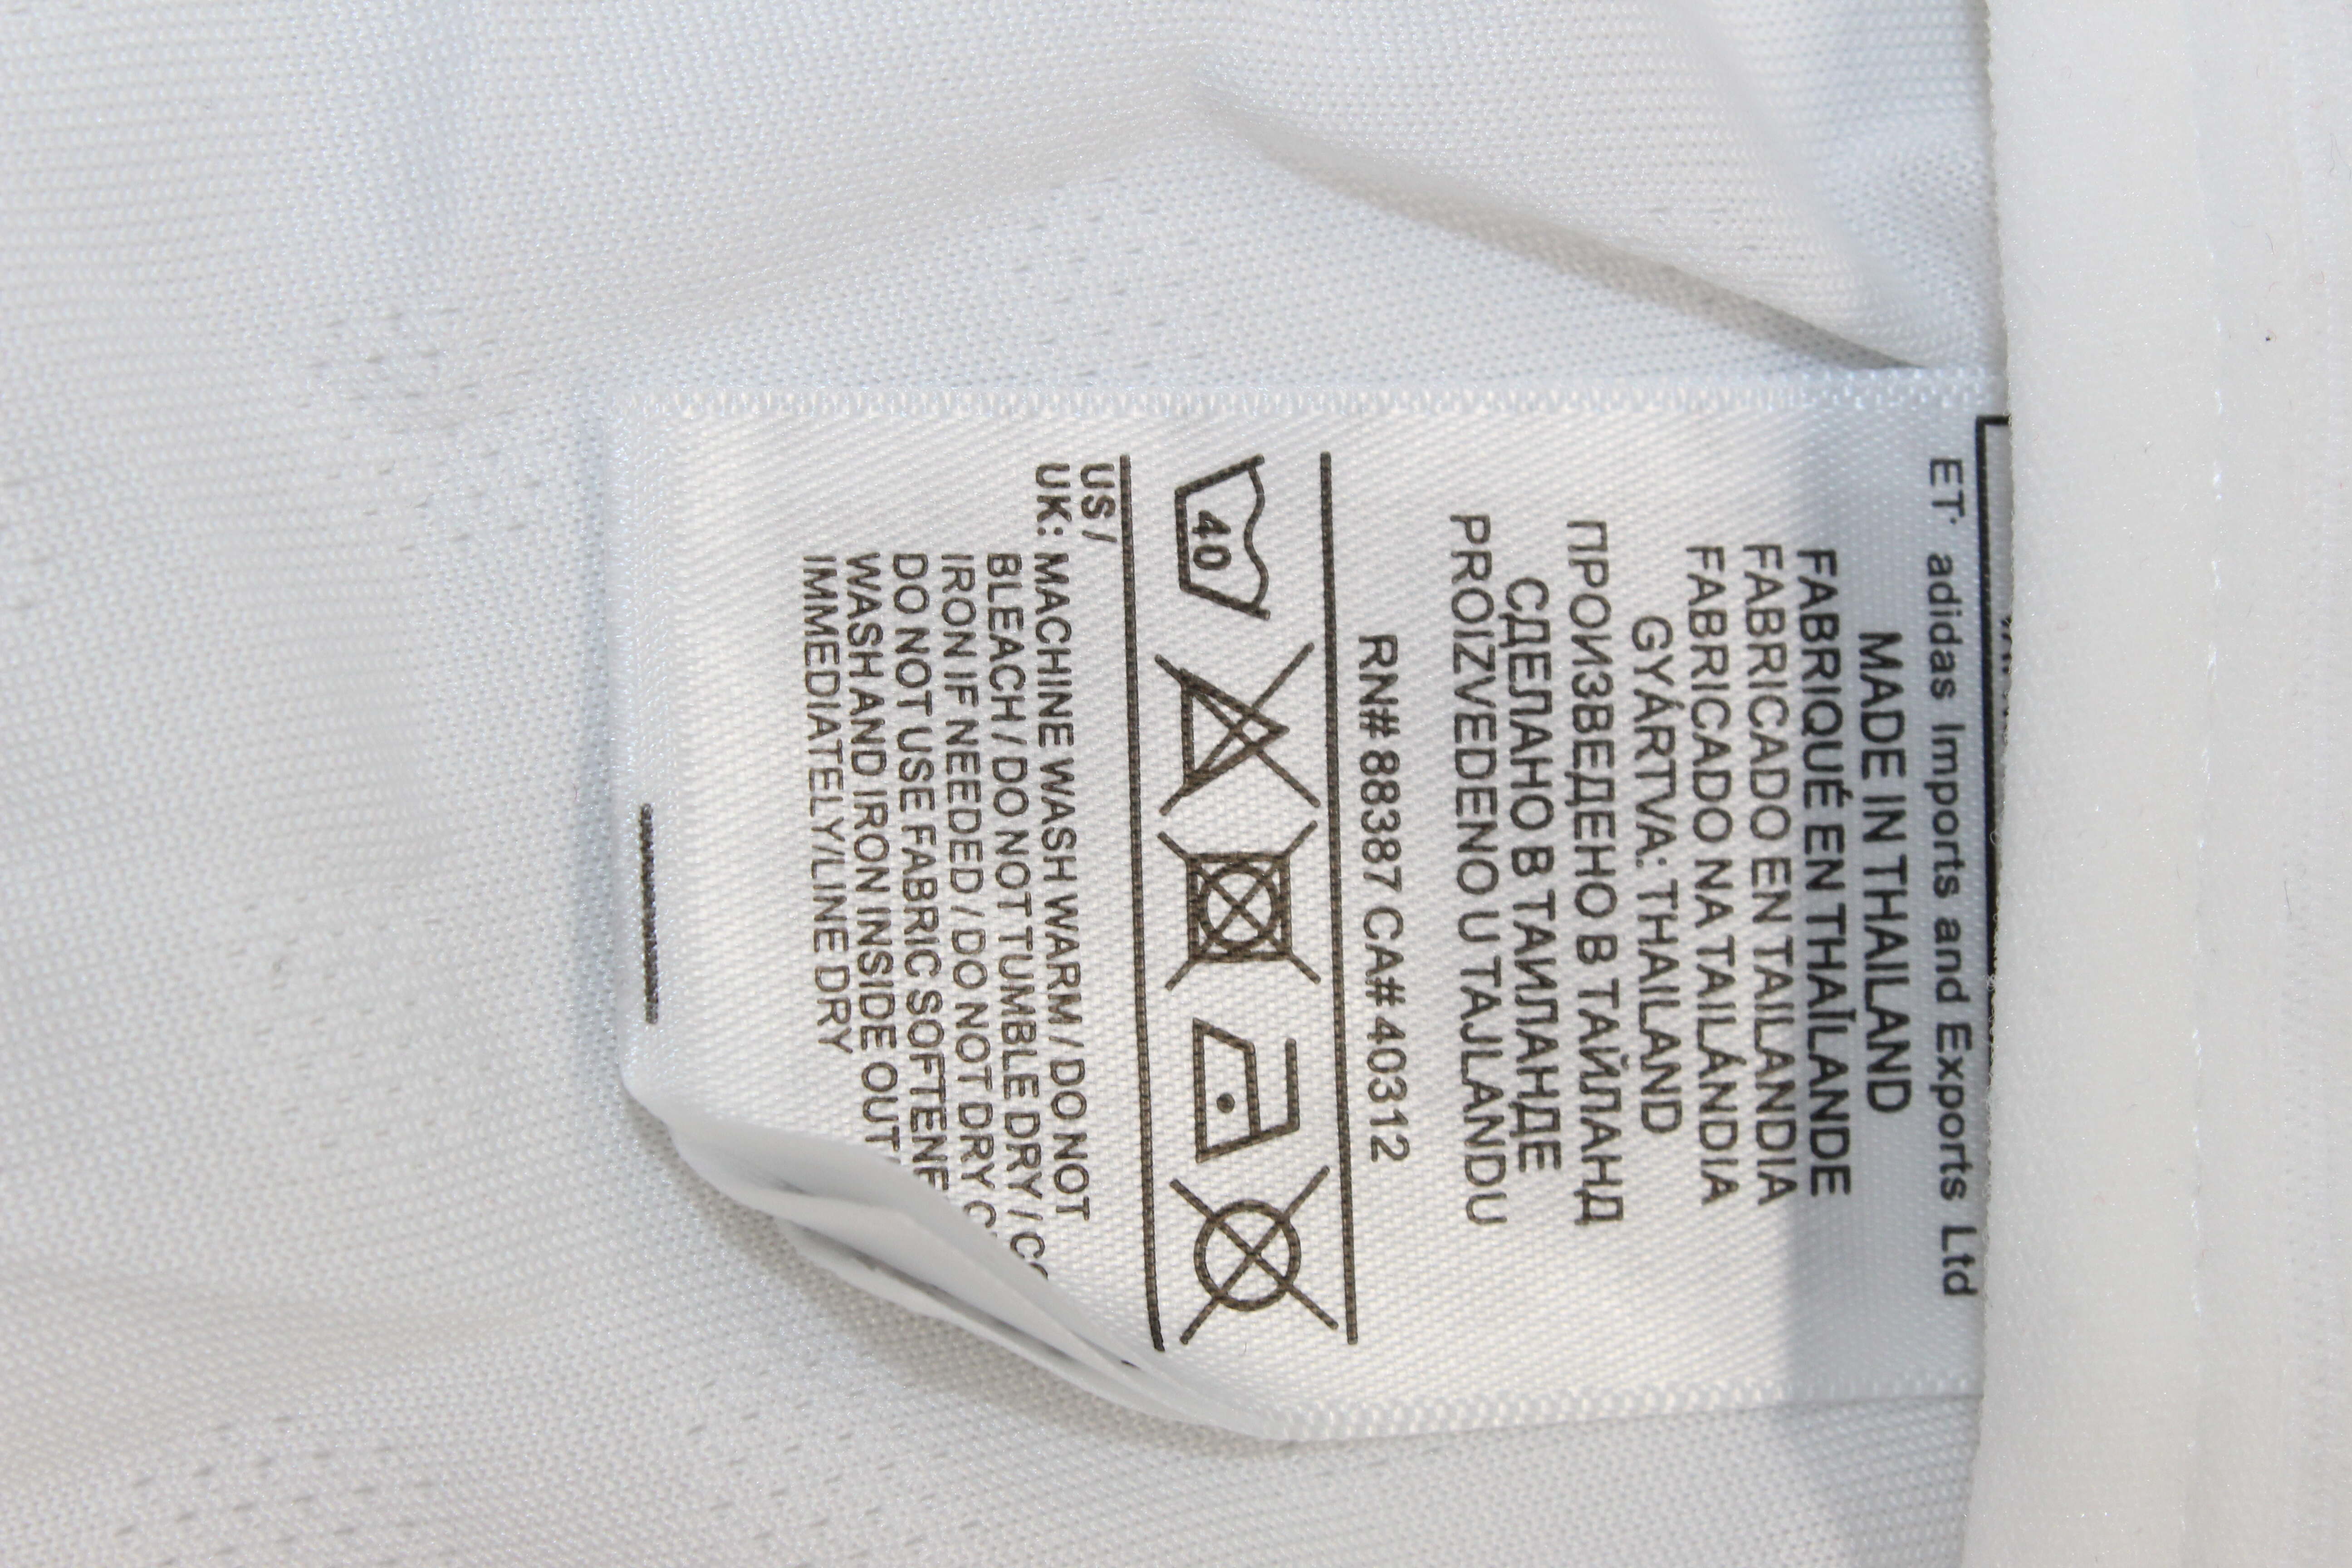 ET· adidas Imports and Exports Ltd
MADE IN THAILAND
FABRIQUÉ EN THAÏLANDE
FABRICADO EN TAILANDIA
FABRICADO NA TAILÁNDIA
GYÁRTVA: THAILAND
ПРОИЗВЕДЕНО В ТАЙЛАНД
СДЕЛАНО В ТАИЛАНДЕ
PROIZVEDENO U TAJLANDU
RN# 88387 CA# 40312
40
US /
UK: MACHINE WASH WARM / DO NOT
BLEACH / DO NOT TUMBLE DRY /
IRON IF NEEDED / DO NOT DRY
DO NOT USE FABRIC
WASH AND IRON INSIDE OUT
IMMEDIATELY/LINE DRY